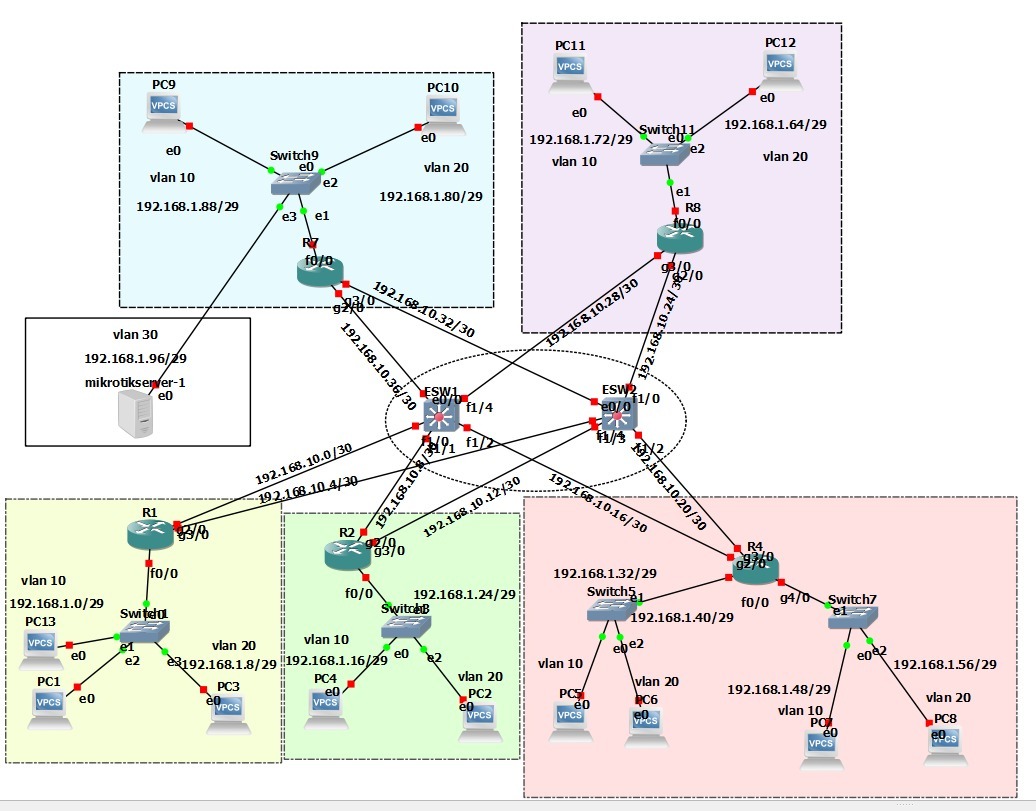 PC9
VPCS
e0
vlan 10
192.168.1.88/29
PC10
VPCS
e0
vlan 20
192.168.1.80/29
Switch9
e0
e2
e3
e1
R7
f0/0
g3/0
g2/0
PC11
VPCS
e0
192.168.1.72/29
vlan 10
PC12
VPCS
e0
192.168.1.64/29
vlan 20
Switch11
e0
e2
e1
R8
f0/0
g3/0
g2/0
vlan 30
192.168.1.96/29
mikrotikserver-1
e0
192.168.10.32/30
192.168.10.36/30
192.168.10.28/30
192.168.10.24/30
ESW1
e0/0
f1/4
f1/0
f1/1
f1/2
ESW2
e0/0
f1/0
f1/4
f1/3
f1/2
192.168.10.0/30
192.168.10.4/30
192.168.10.8/30
192.168.10.12/30
192.168.10.16/30
192.168.10.20/30
R1
g2/0
g3/0
f0/0
vlan 10
192.168.1.0/29
Switch1
e1
e2
e3
PC13
VPCS
e0
vlan 20
192.168.1.8/29
PC1
VPCS
e0
PC3
VPCS
e0
R2
g2/0
g3/0
f0/0
192.168.1.24/29
Switch3
e0
e2
vlan 10
192.168.1.16/29
PC4
VPCS
e0
vlan 20
PC2
VPCS
e0
R4
g3/0
g2/0
f0/0
g4/0
192.168.1.32/29
Switch5
e1
192.168.1.40/29
e0
e2
vlan 10
PC5
VPCS
e0
vlan 20
PC6
VPCS
e0
Switch7
e1
e0
e2
192.168.1.56/29
192.168.1.48/29
vlan 10
PC7
VPCS
e0
vlan 20
PC8
VPCS
e0